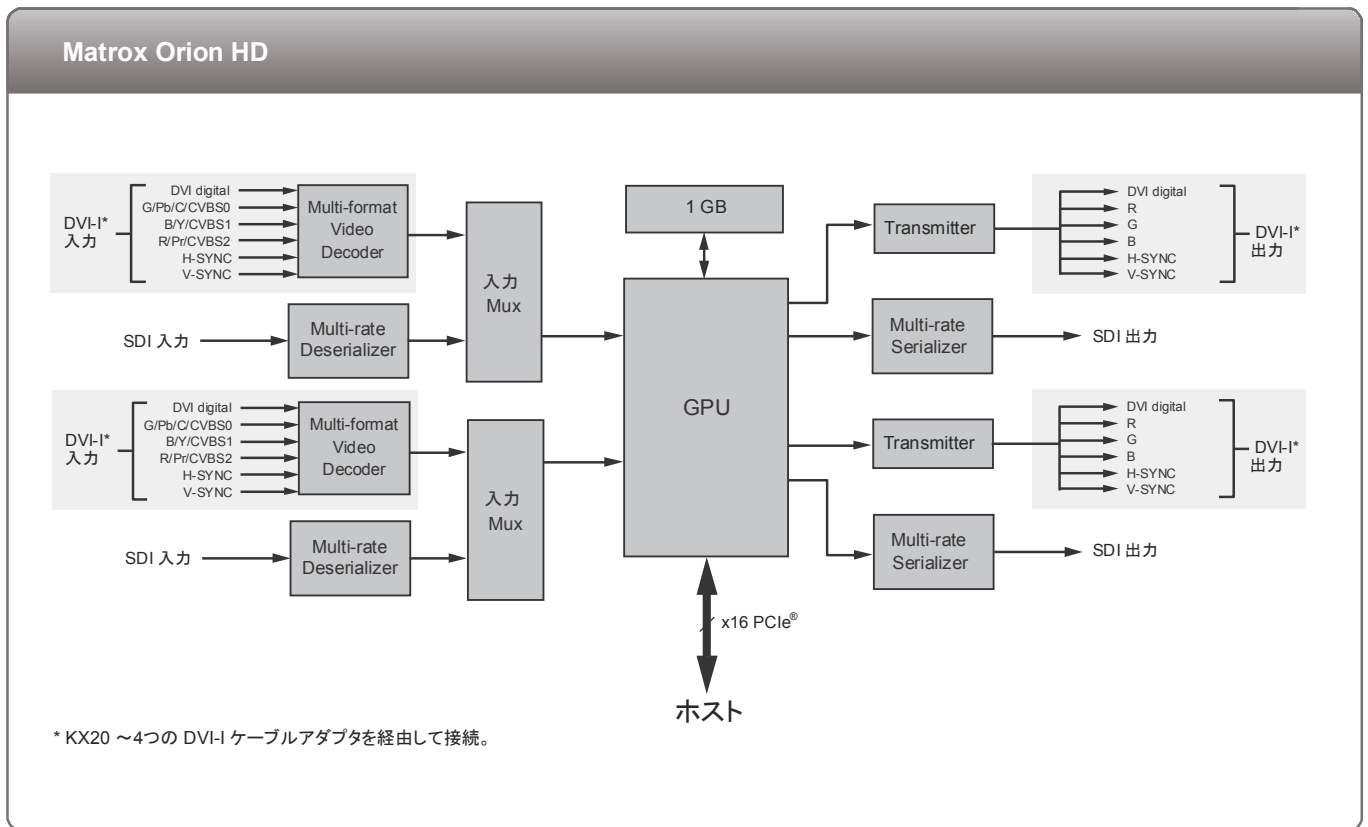 Matrox Orion HD
DVI-I*
入力
DVI digital
G/Pb/C/CVBS0
B/Y/CVBS1
R/Pr/CVBS2
H-SYNC
V-SYNC
Multi-format
Video
Decoder
SDI 入力
Multi-rate
Deserializer
入力
Mux
DVI-I*
入力
DVI digital
G/Pb/C/CVBS0
B/Y/CVBS1
R/Pr/CVBS2
H-SYNC
V-SYNC
Multi-format
Video
Decoder
SDI 入力
Multi-rate
Deserializer
入力
Mux
1 GB
GPU
x16 PCIe®
ホスト
Transmitter
DVI digital
R
G
B
H-SYNC
V-SYNC
DVI-I*
出力
Multi-rate
Serializer
SDI 出力
Transmitter
DVI digital
R
G
B
H-SYNC
V-SYNC
DVI-I*
出力
Multi-rate
Serializer
SDI 出力
* KX20 ～4つの DVI-I ケーブルアダプタを経由して接続。